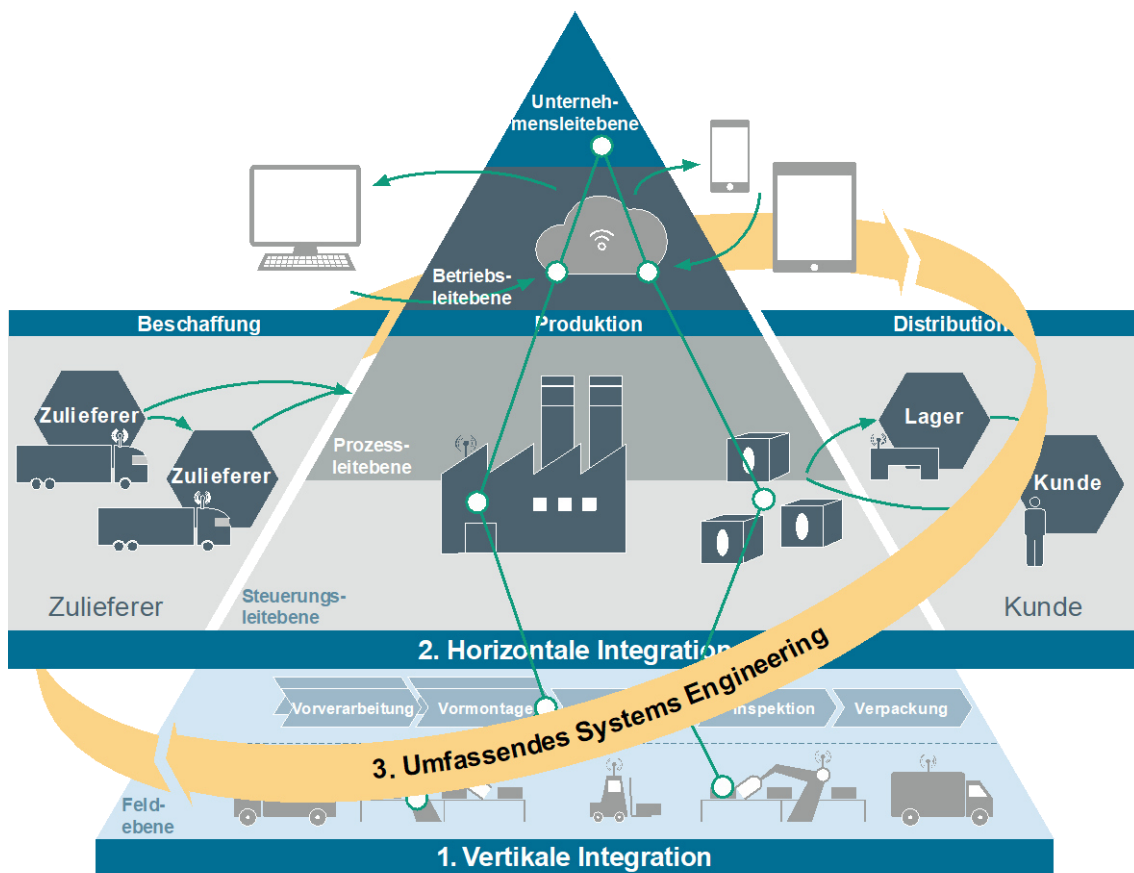 Unterneh-
mensleitebene
Betriebs-
leitebene
Beschaffung
Produktion
Distribution
Zulieferer
Zulieferer
Prozess-
leitebene
Lager
Kunde
Steuerungs-
leitebene
Zulieferer
Kunde
2. Horizontale Integration
3. Umfassendes Systems Engineering
Vorverarbeitung
Vormontage
Inspektion
Verpackung
Feld-
ebene
1. Vertikale Integration